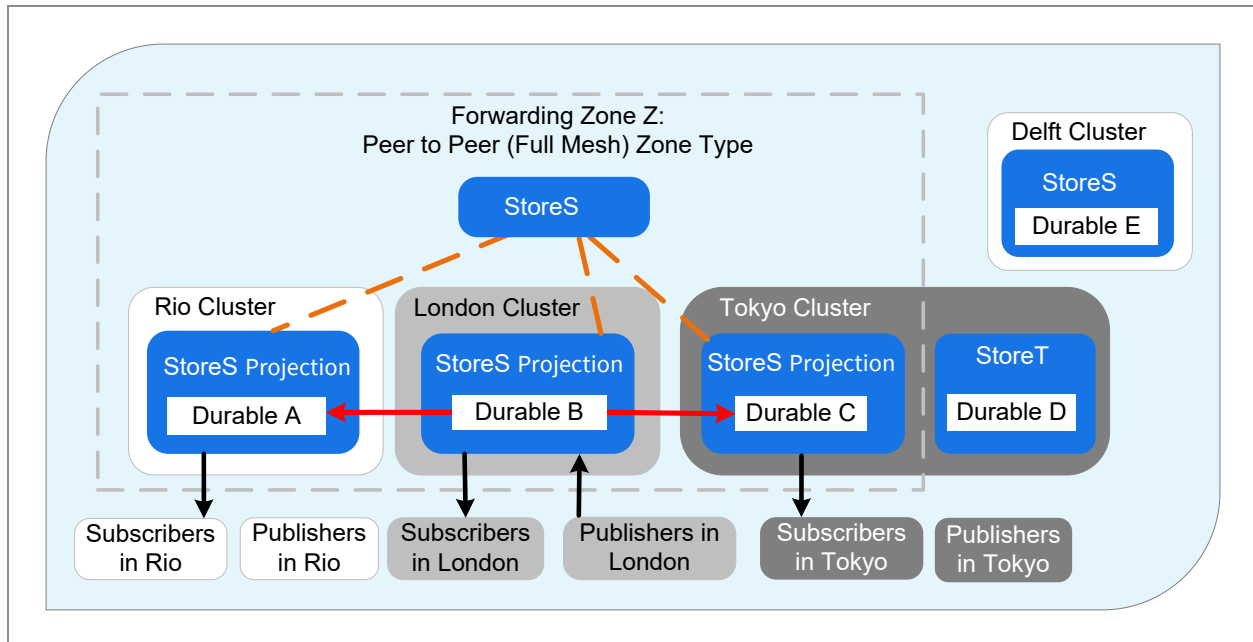 Forwarding Zone Z:
Peer to Peer (Full Mesh) Zone Type
StoreS
Delft Cluster
StoreS
Durable E
Rio Cluster
StoreS Projection
Durable A
London Cluster
StoreS Projection
Durable B
Tokyo Cluster
StoreS Projection
Durable C
StoreT
Durable D
Subscribers
in Rio
Publishers
in Rio
Subscribers
in London
Publishers in
London
Subscribers
in Tokyo
Publishers
in Tokyo